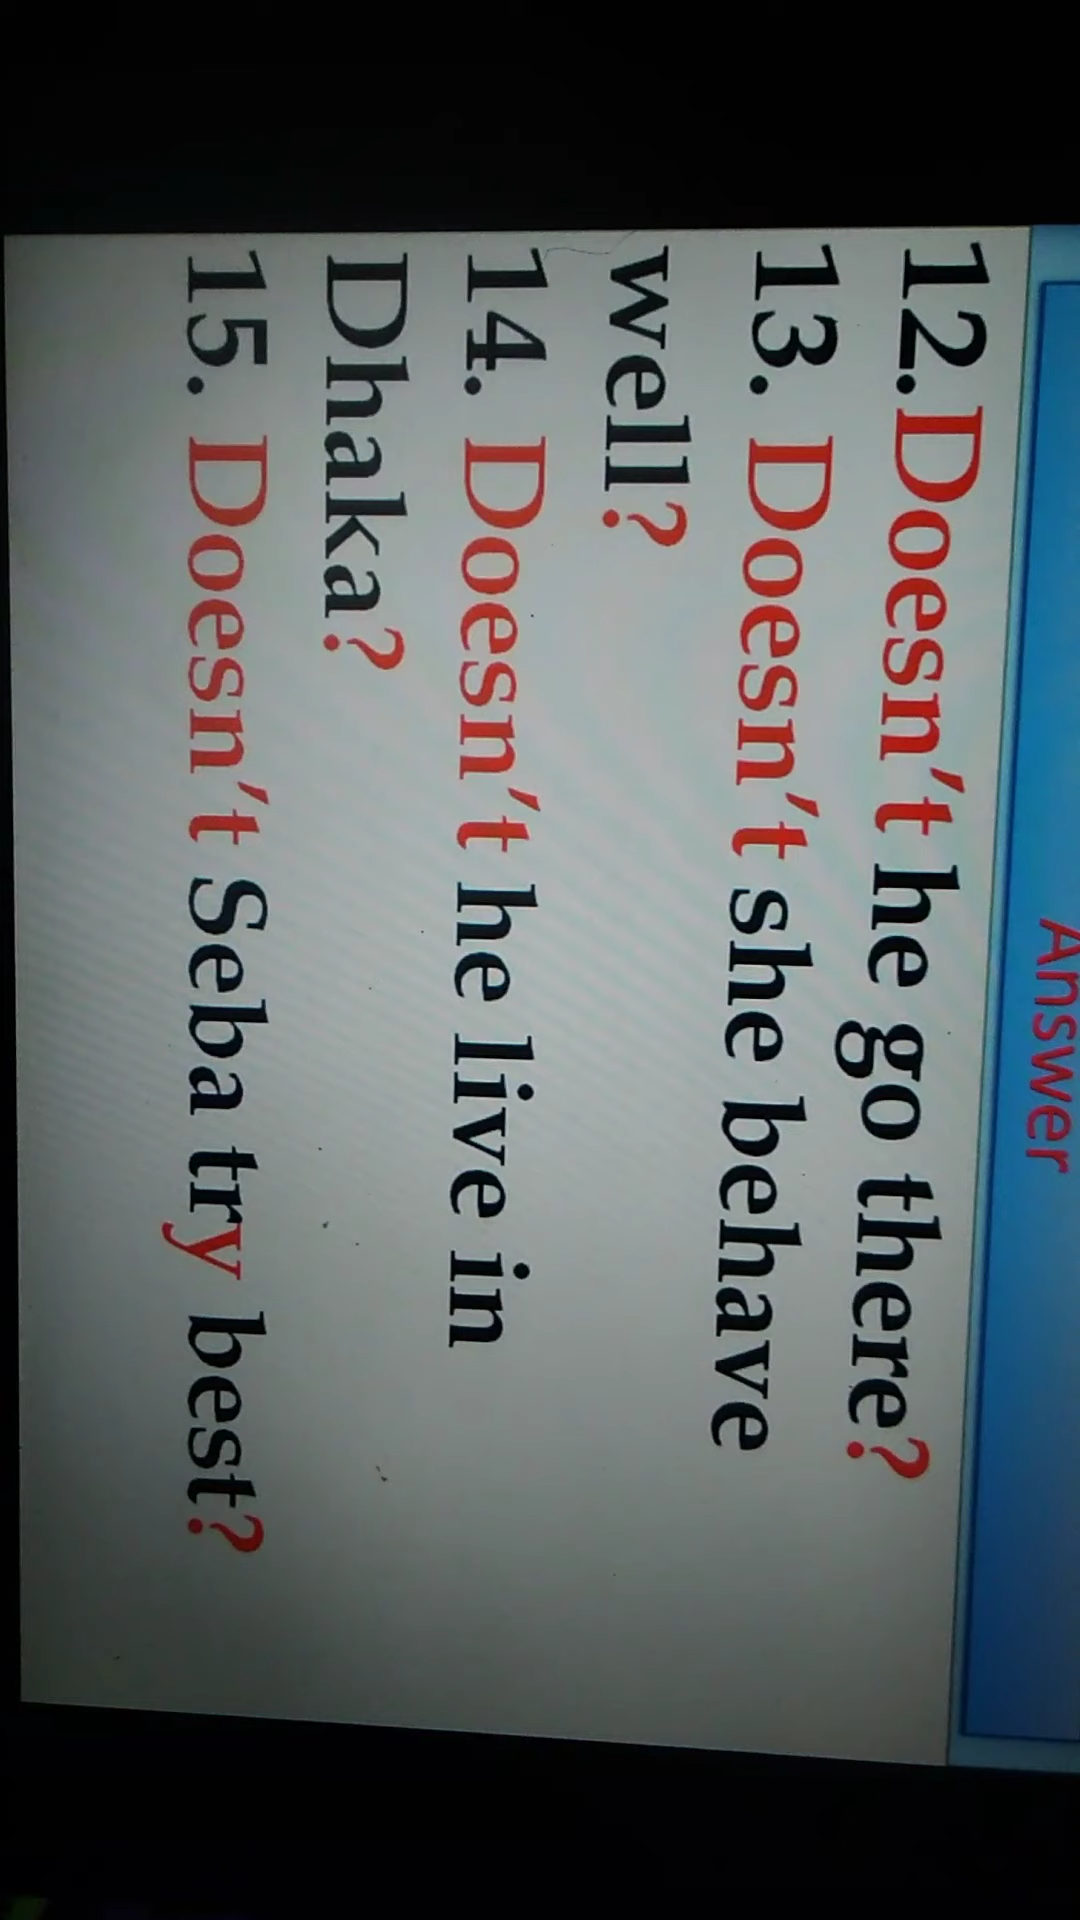 Answer
12.Doesn't he go there?
13. Doesn't she behave
well?
14. Doesn't he live in
Dhaka?
15. Doesn't Seba try best?